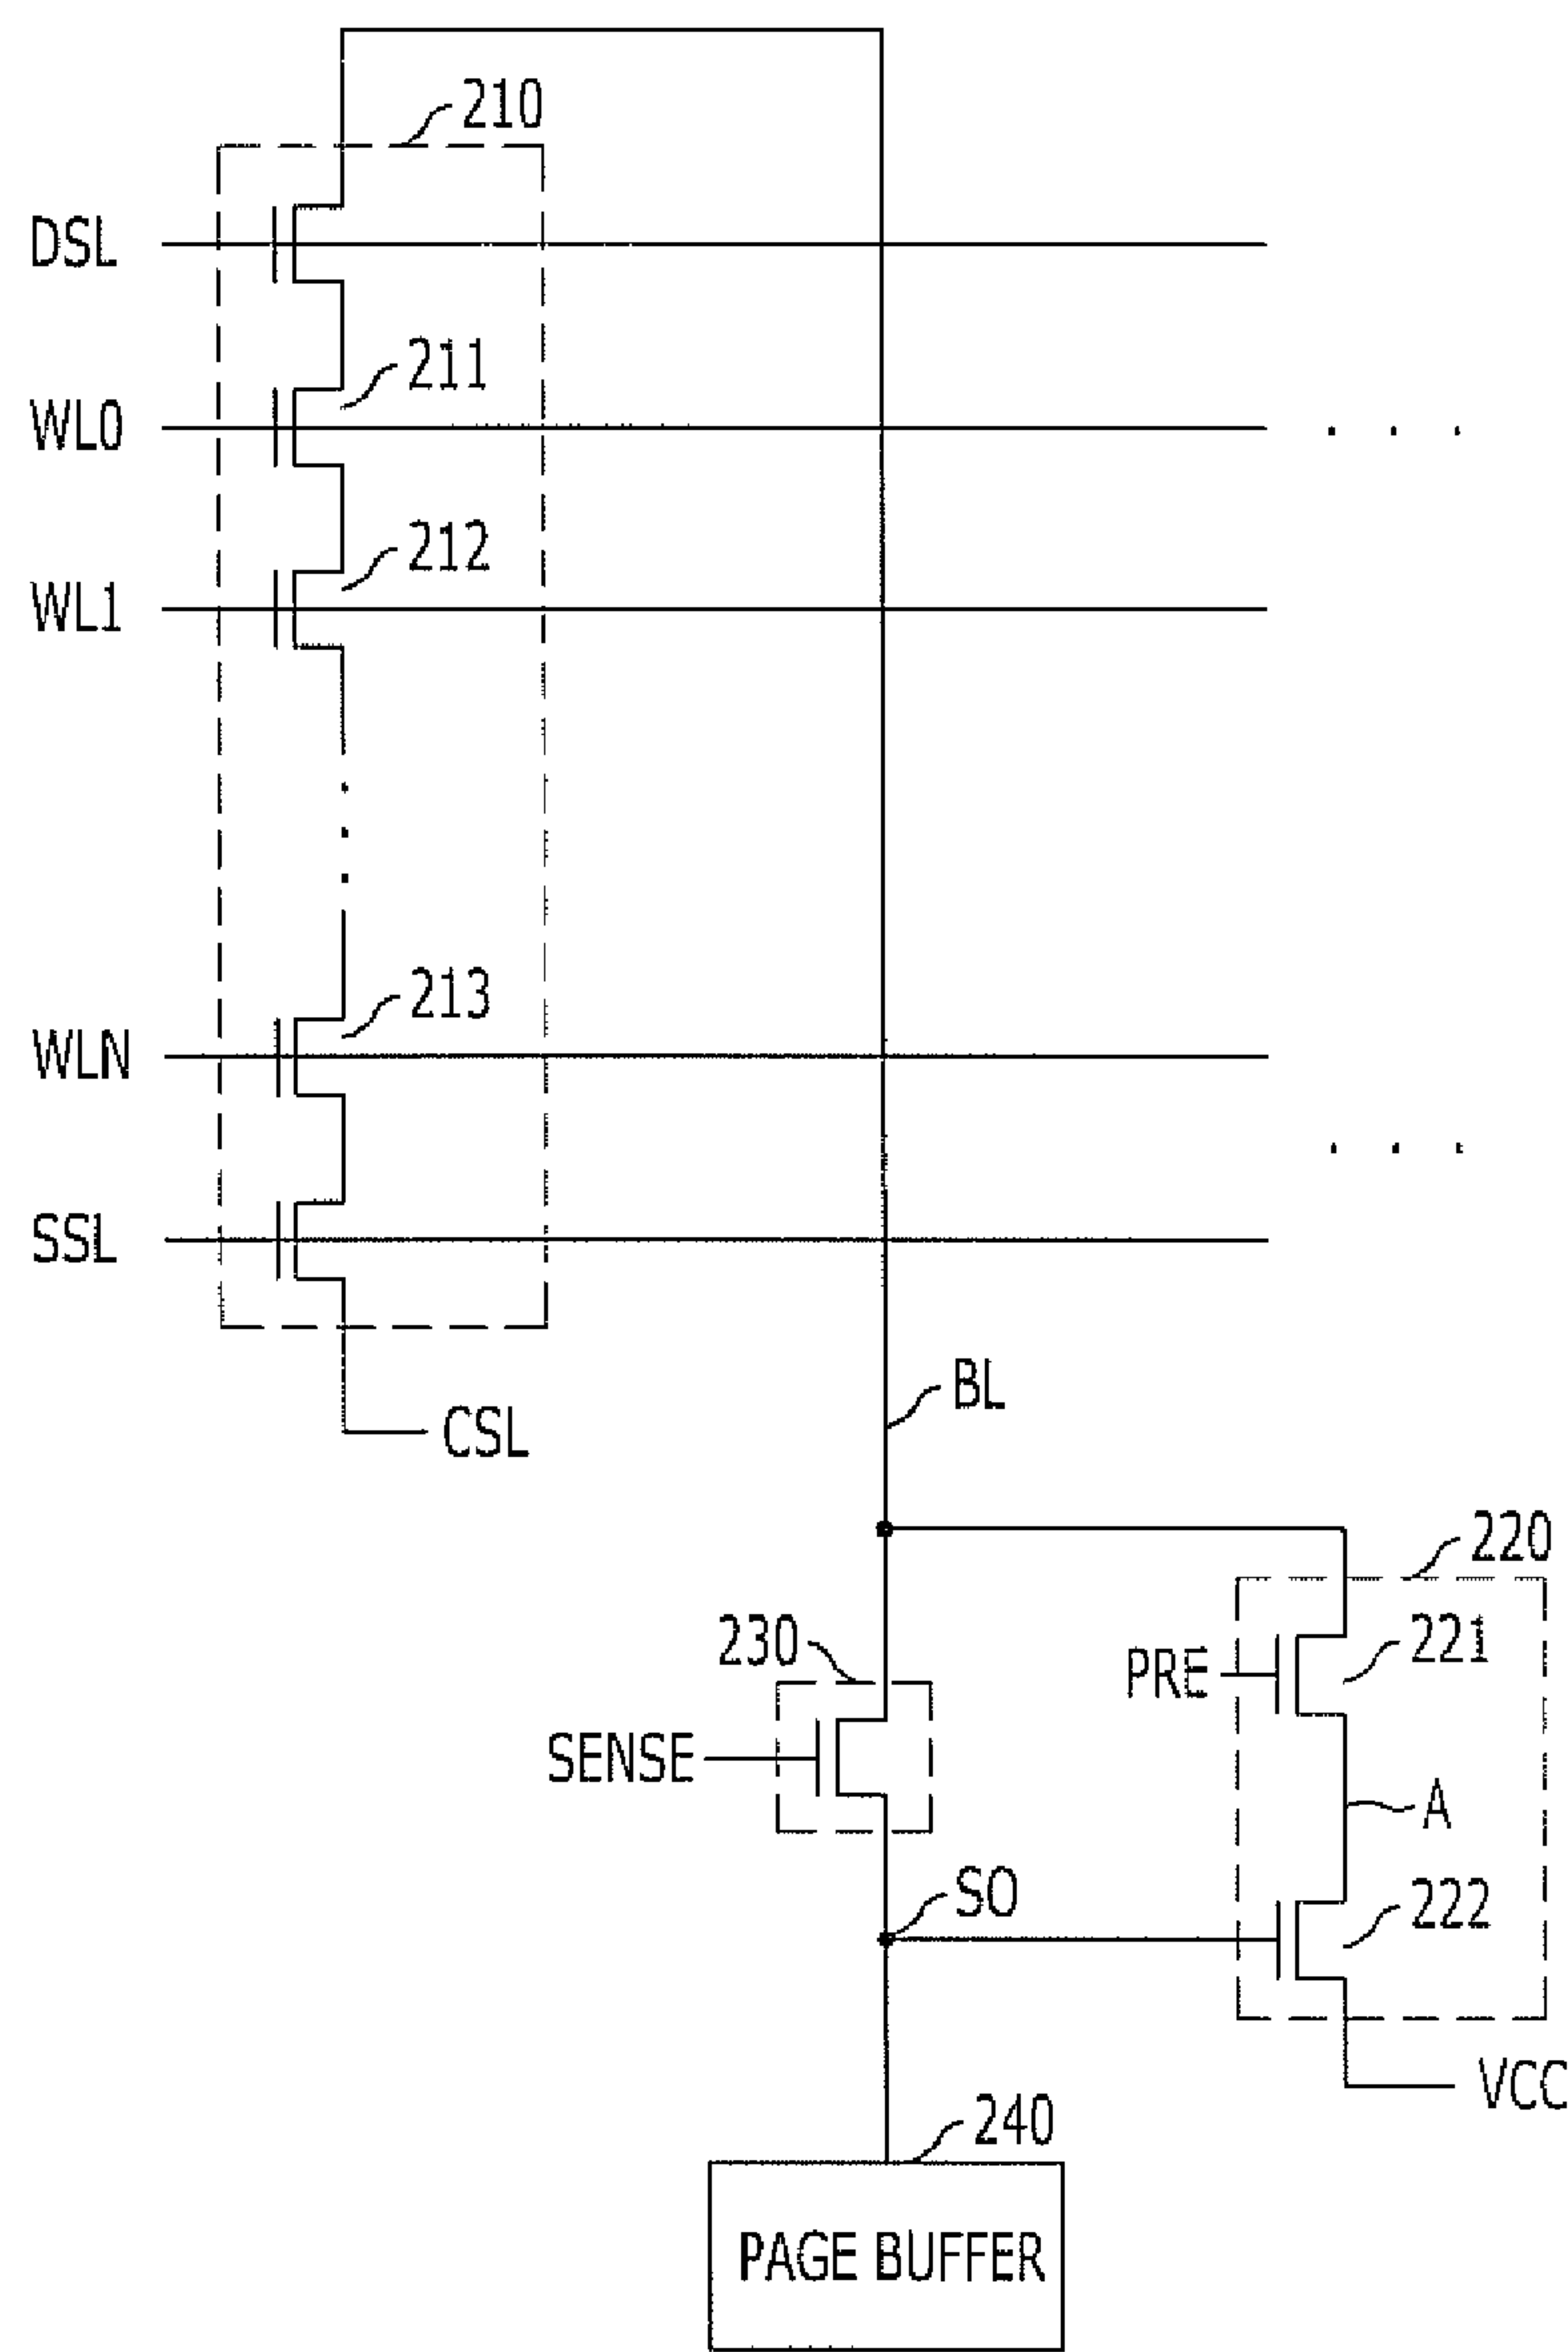 210
DSL
211
WL0
212
WL1
213
WLN
SSL
BL
CSL
220
230
221
PRE
SENSE
A
SO
222
VCC
240
PAGE BUFFER